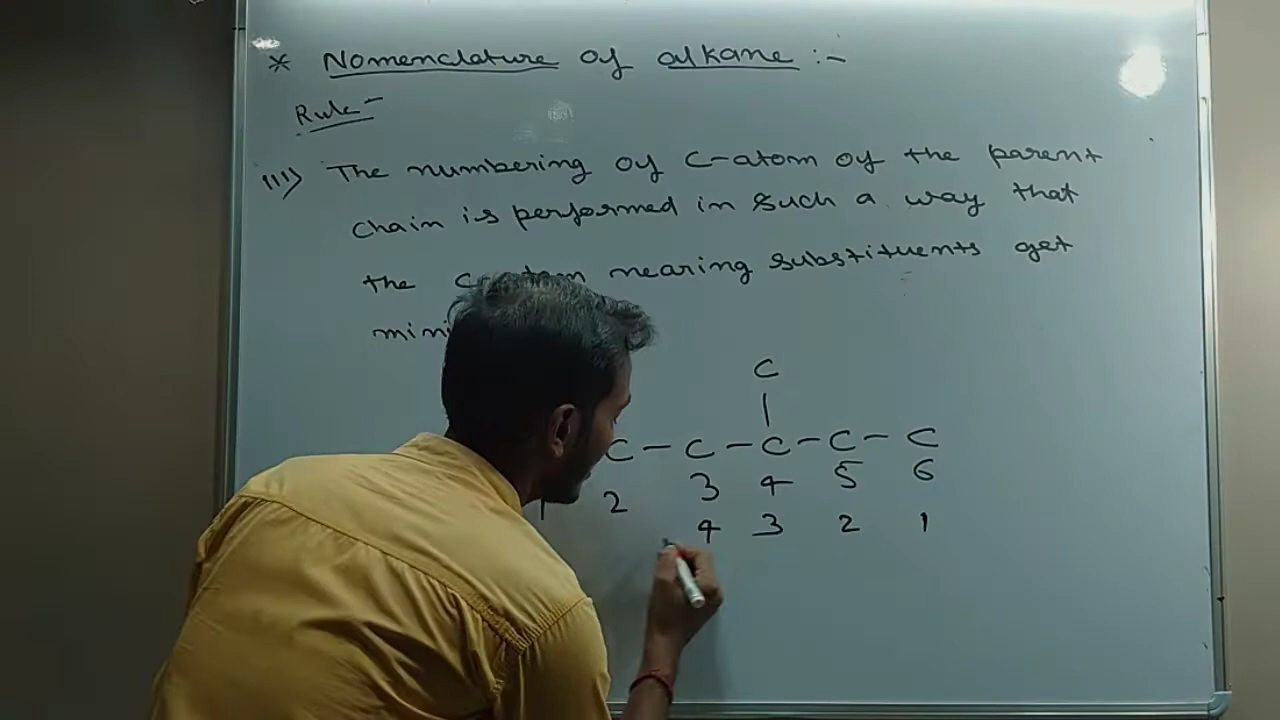 * Nomenclature of alkane :-
Rule -
III) The numbering of C-atom of the parent
chain is performed in such a way that
the nearing substituents get
C
|
C - C - C - C - C
1 2 3 4 5 6
4 3 2 1